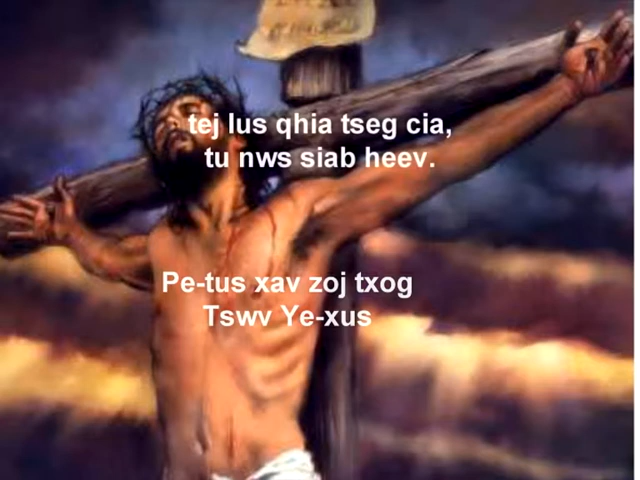 tej lus qhia tseg cia,
tu nws siab heev.
Pe-tus xav zoj txog
Tswv Ye-xus